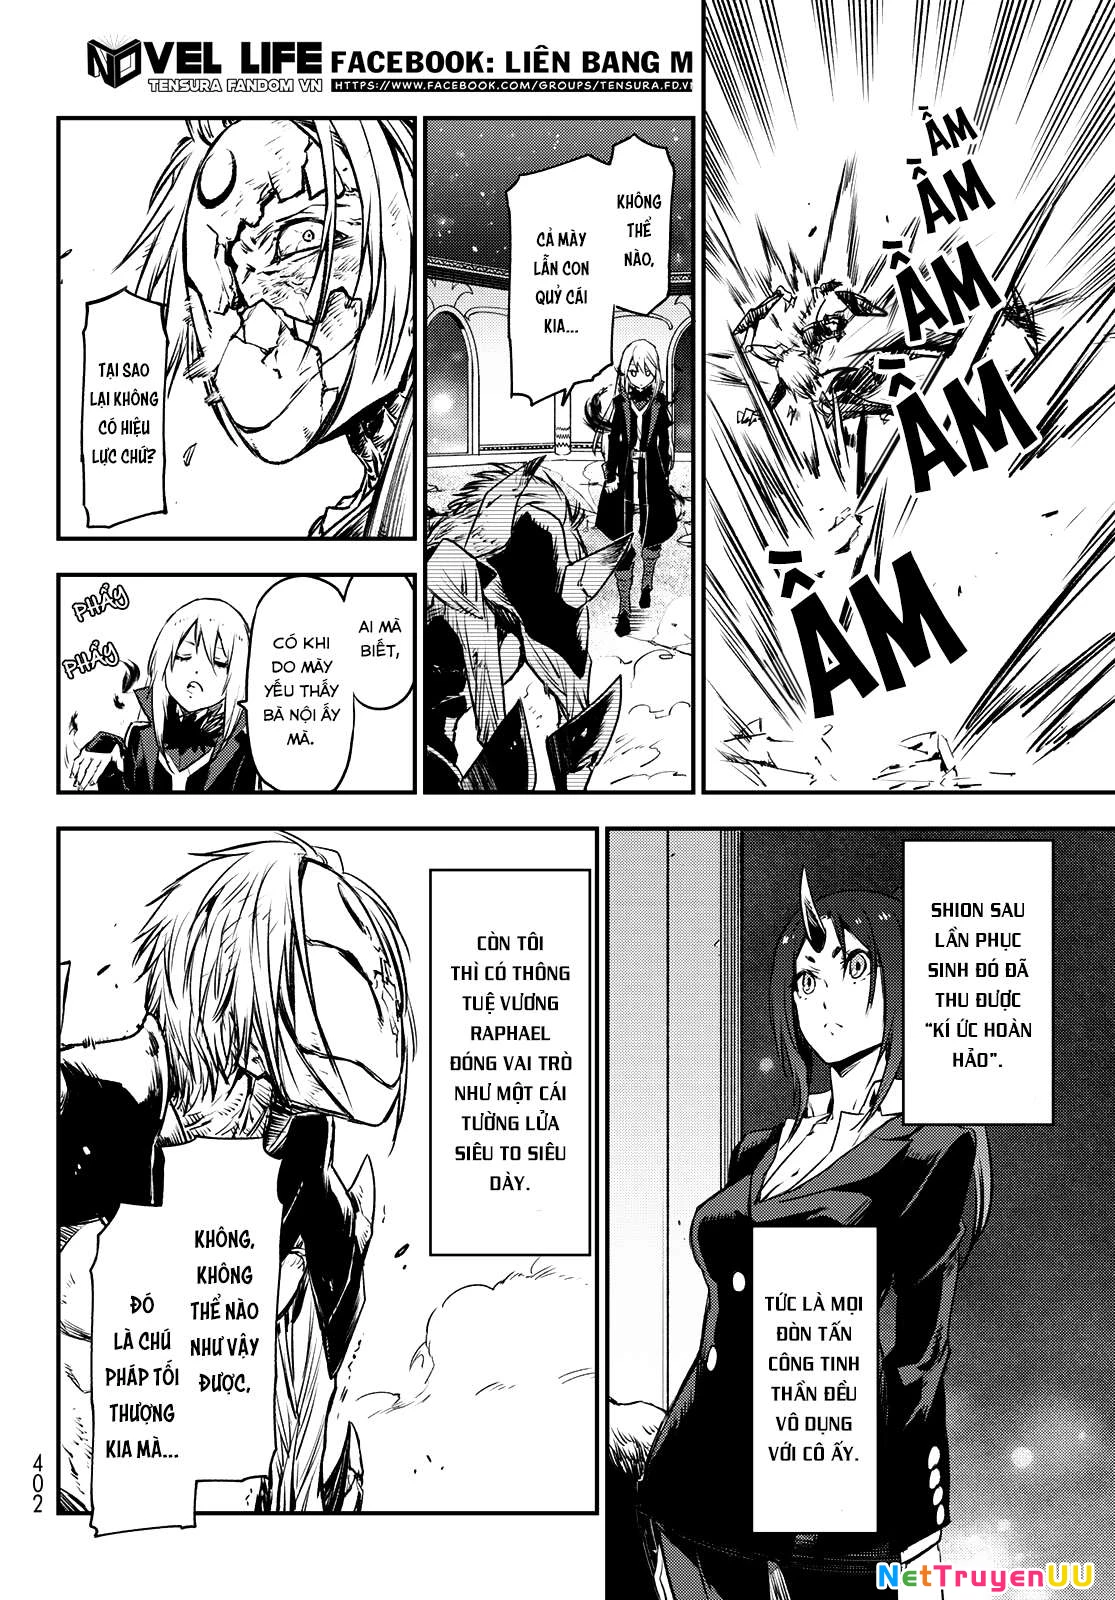 NOVEL LIFE
TENSURA FANDOM VN
FACEBOOK: LIÊN BANG M
HTTPS://WWW.FACEBOOK.COM/GROUPS/TENSURA.FD.VN
ẦM
ẦM
ẦM
ẦM
ẦM
KHÔNG
THỂ
NÀO,
CẢ MÀY
LẪN CON
QUỶ CÁI
KIA...
TẠI SAO
LẠI KHÔNG
CÓ HIỆU
LỰC CHỨ?
AI MÀ
BIẾT,
CÓ KHI
DO MÀY
YẾU THẤY
BÀ NỘI ẤY
MÀ.
PHẨY
PHẨY
SHION SAU
LẦN PHỤC
SINH ĐÓ ĐÃ
THU ĐƯỢC
“KÍ ỨC HOÀN
HẢO”.
TỨC LÀ MỌI
ĐÒN TẤN
CÔNG TINH
THẦN ĐỀU
VÔ DỤNG
VỚI CÔ ẤY.
CÒN TÔI
THÌ CÓ THÔNG
TUỆ VƯƠNG
RAPHAEL
ĐÓNG VAI TRÒ
NHƯ MỘT CÁI
TƯỜNG LỬA
SIÊU TO SIÊU
DÀY.
KHÔNG,
KHÔNG
THỂ NÀO
NHƯ VẬY
ĐƯỢC,
ĐÓ
LÀ CHÚ
PHÁP TỐI
THƯỢNG
KIA MÀ...
402
NetTruyenUU